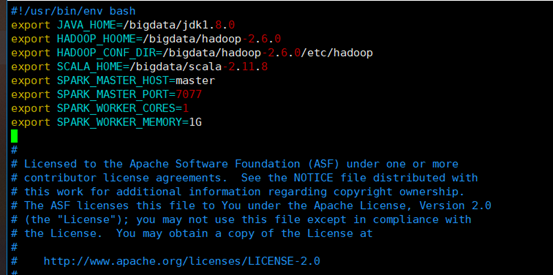 #!/usr/bin/env bash
export JAVA_HOME=/bigdata/jdk1.8.0
export HADOOP_HOOME=/bigdata/hadoop-2.6.0
export HADOOP_CONF_DIR=/bigdata/hadoop-2.6.0/etc/hadoop
export SCALA_HOME=/bigdata/scala-2.11.8
export SPARK_MASTER_HOST=master
export SPARK_MASTER_PORT=7077
export SPARK_WORKER_CORES=1
export SPARK_WORKER_MEMORY=1G
#
# Licensed to the Apache Software Foundation (ASF) under one or more
# contributor license agreements.  See the NOTICE file distributed with
# this work for additional information regarding copyright ownership.
# The ASF licenses this file to You under the Apache License, Version 2.0
# (the "License"); you may not use this file except in compliance with
# the License.  You may obtain a copy of the License at
#
#    http://www.apache.org/licenses/LICENSE-2.0
#